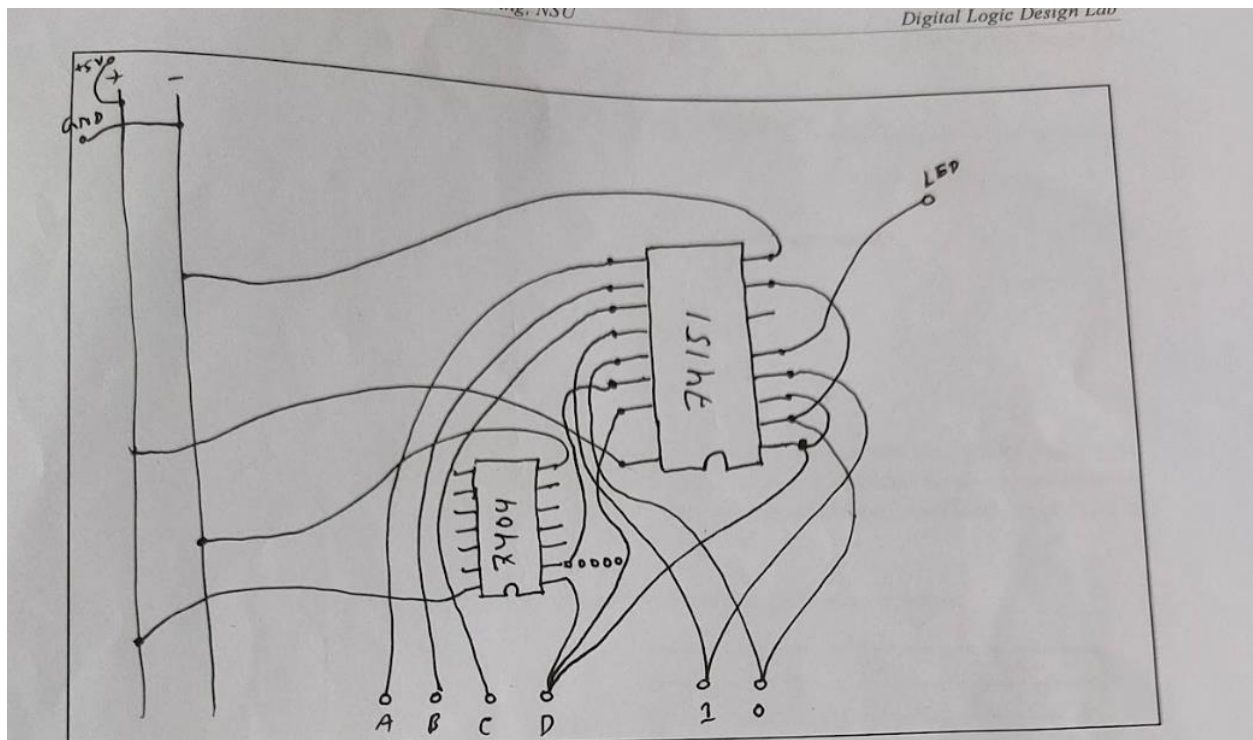 ng, NSU
Digital Logic Design Lab
+5V
+ -
GND
LED
74151
7404
A B C D 1 0